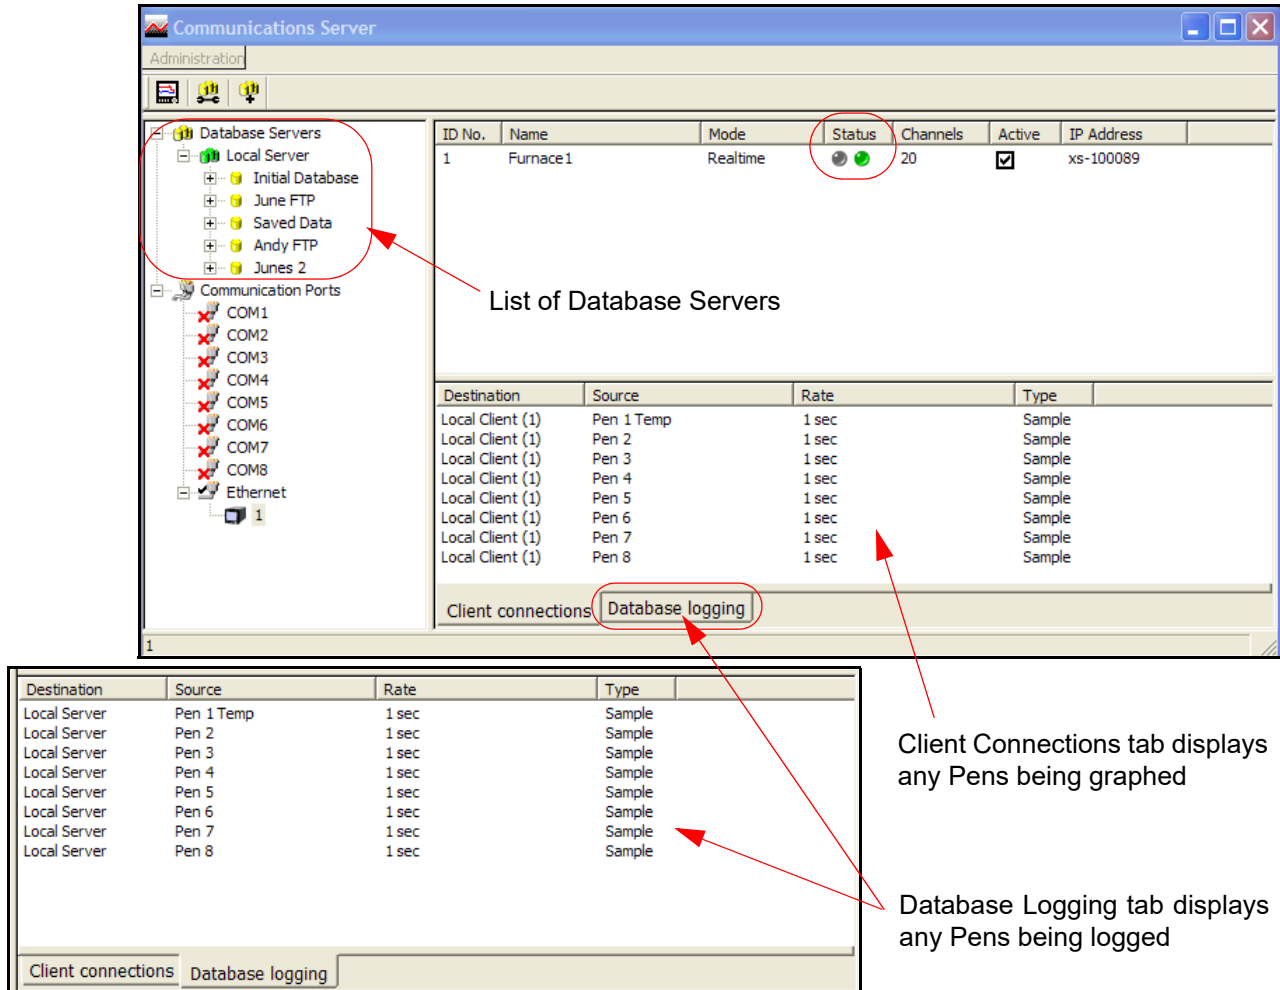 Communications Server
Administration
Database Servers
Local Server
Initial Database
June FTP
Saved Data
Andy FTP
Junes 2
Communication Ports
COM1
COM2
COM3
COM4
COM5
COM6
COM7
COM8
Ethernet
1
ID No. Name Mode Status Channels Active IP Address
1 Furnace1 Realtime 20 xs-100089
List of Database Servers
Destination Source Rate Type
Local Client (1) Pen 1 Temp 1 sec Sample
Local Client (1) Pen 2 1 sec Sample
Local Client (1) Pen 3 1 sec Sample
Local Client (1) Pen 4 1 sec Sample
Local Client (1) Pen 5 1 sec Sample
Local Client (1) Pen 6 1 sec Sample
Local Client (1) Pen 7 1 sec Sample
Local Client (1) Pen 8 1 sec Sample
Client connections Database logging
1
Destination Source Rate Type
Local Server Pen 1 Temp 1 sec Sample
Local Server Pen 2 1 sec Sample
Local Server Pen 3 1 sec Sample
Local Server Pen 4 1 sec Sample
Local Server Pen 5 1 sec Sample
Local Server Pen 6 1 sec Sample
Local Server Pen 7 1 sec Sample
Local Server Pen 8 1 sec Sample
Client connections Database logging
Client Connections tab displays
any Pens being graphed
Database Logging tab displays
any Pens being logged